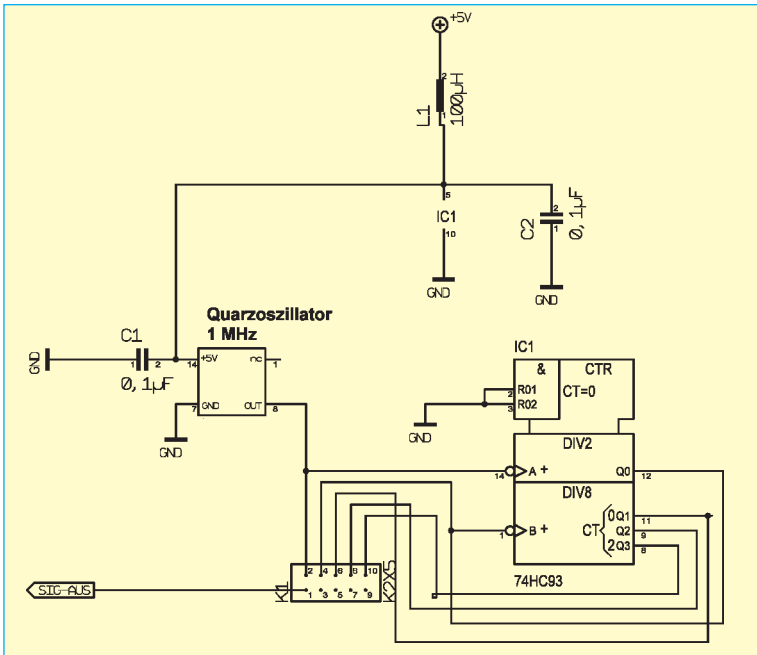 +5V
2
L1
100µH
1
5
IC1
10
GND
2
C2
0,1µF
1
GND
Quarzoszillator
1 MHz
C1
GND
1
2
0,1µF
14
+5V
nc
1
7
GND
OUT
8
GND
IC1
&
CTR
2
R01
CT=0
3
R02
GND
DIV2
14
A +
Q0
12
DIV8
1
B +
CT
0
Q1
11
Q2
9
2
Q3
8
74HC93
K1
2 4 6 8 10
1 3 5 7 9
K2X5
SIG-AUS